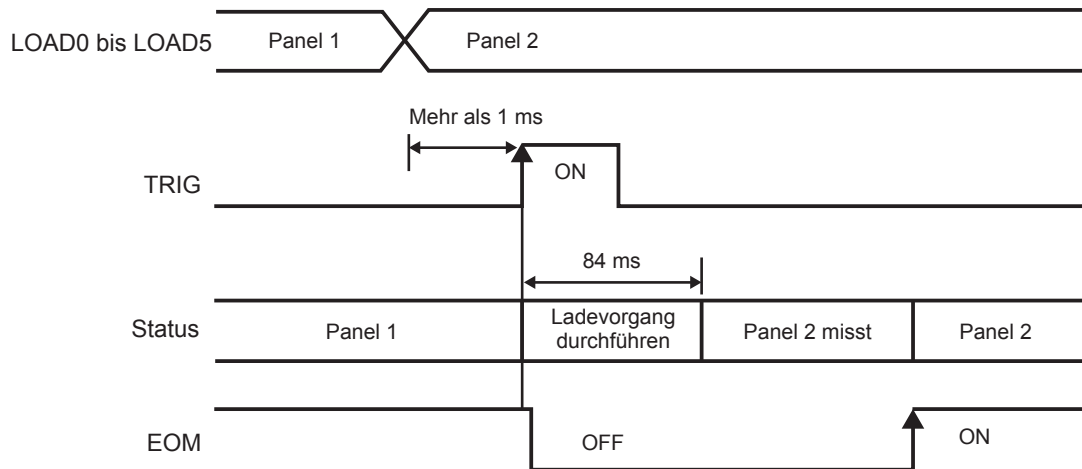 LOAD0 bis LOAD5
Panel 1
Panel 2
Mehr als 1 ms
TRIG
ON
84 ms
Status
Panel 1
Ladevorgang
durchführen
Panel 2 misst
Panel 2
EOM
OFF
ON